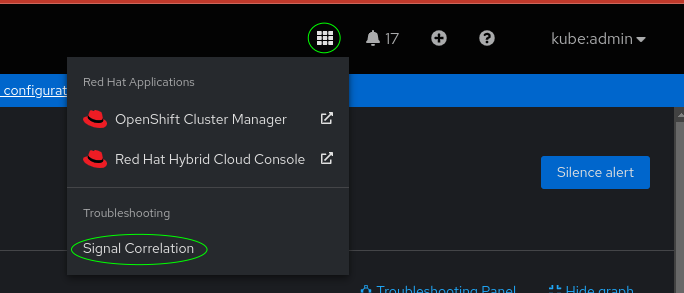 17
kube:admin
configurat
Red Hat Applications
OpenShift Cluster Manager
Red Hat Hybrid Cloud Console
Silence alert
Troubleshooting
Signal Correlation
Troubleshooting Panel
Hide graph